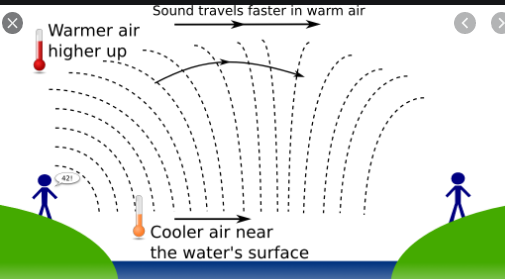 Sound travels faster in warm air
Warmer air
higher up
42!
Cooler air near
the water's surface